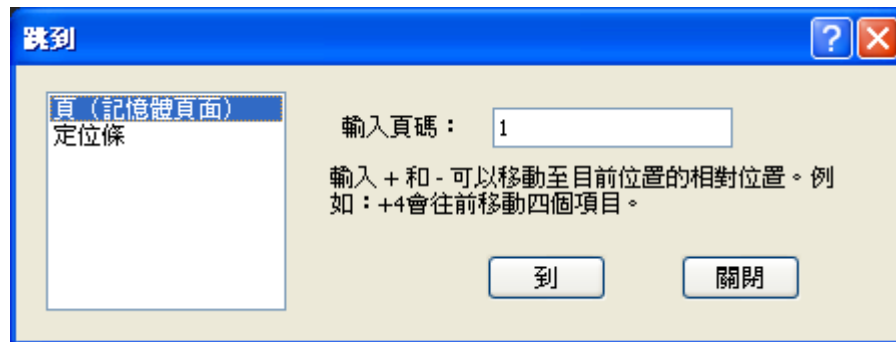 跳到
頁（記憶體頁面）
定位條
輸入頁碼：
1
輸入 + 和 - 可以移動至目前位置的相對位置。例
如：+4會往前移動四個項目。
到
關閉